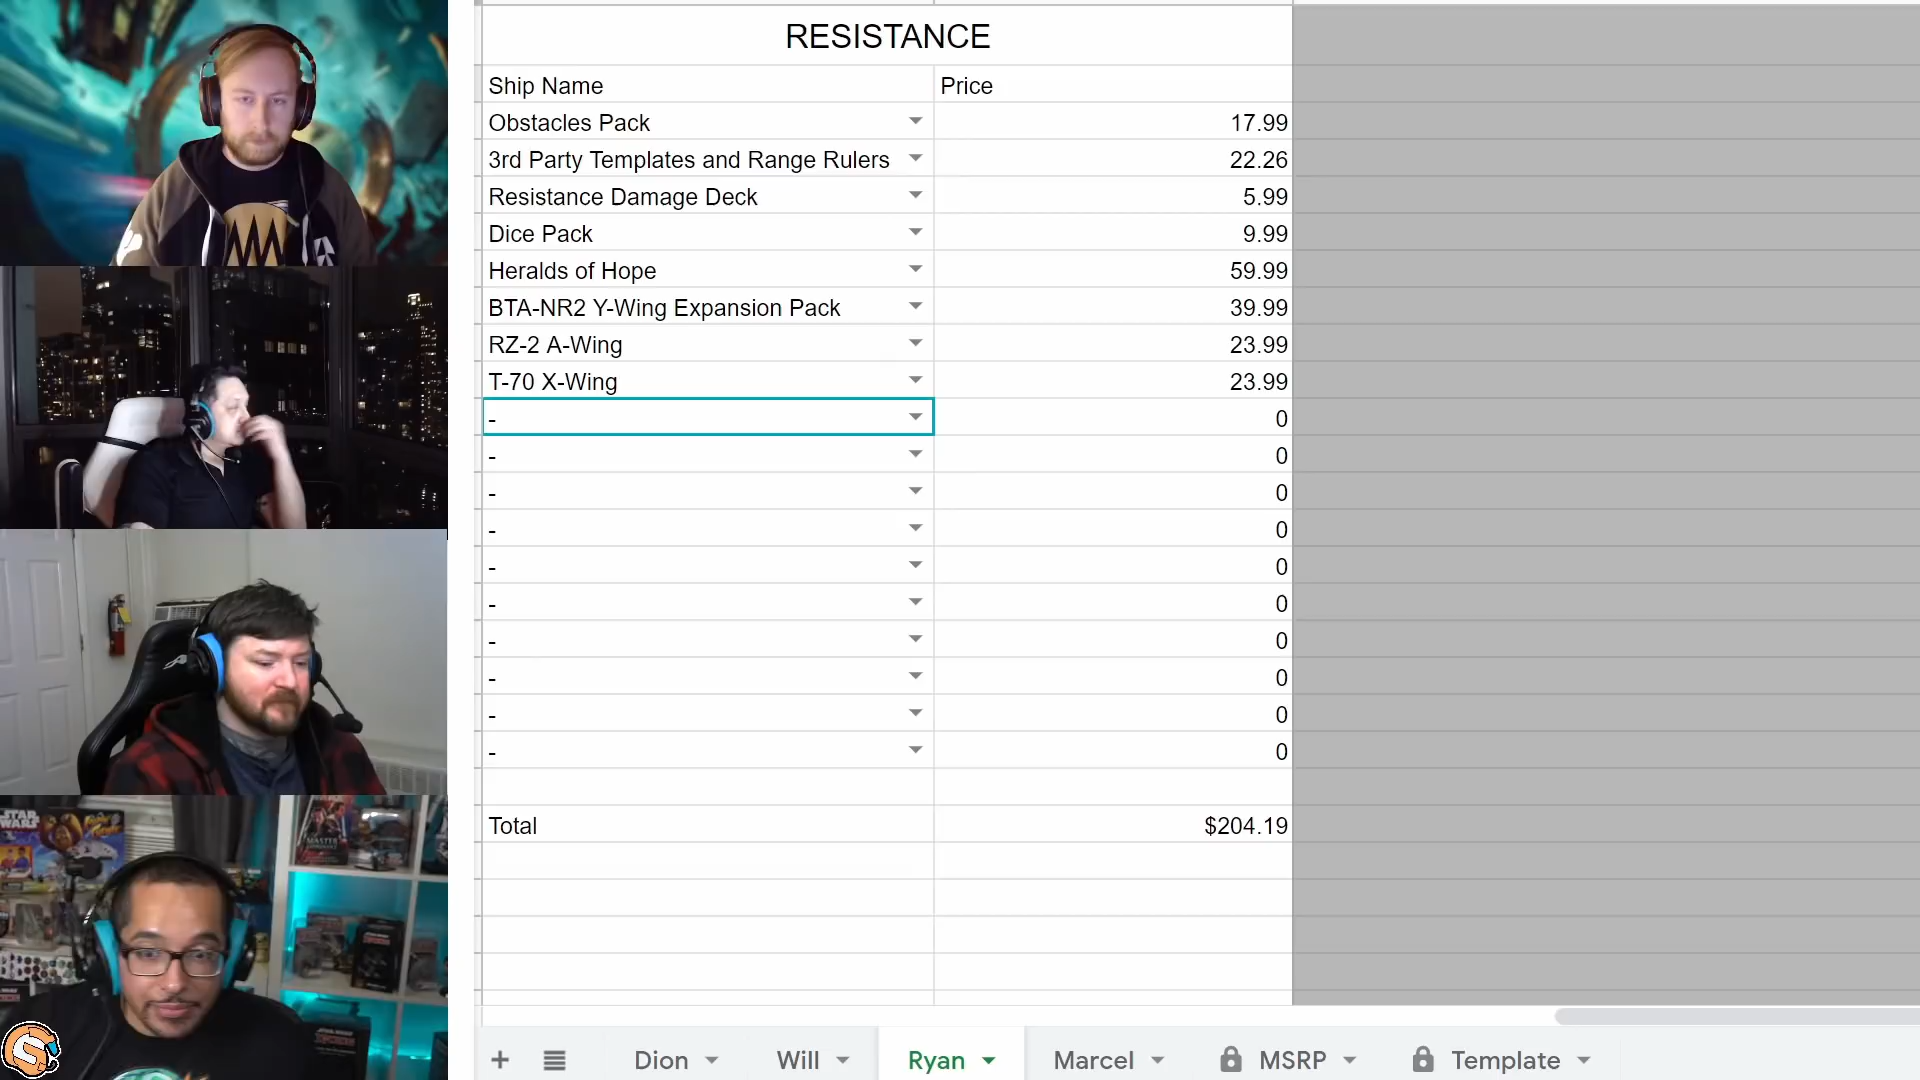 RESISTANCE
Ship Name Price
Obstacles Pack 17.99
3rd Party Templates and Range Rulers 22.26
Resistance Damage Deck 5.99
Dice Pack 9.99
Heralds of Hope 59.99
BTA-NR2 Y-Wing Expansion Pack 39.99
RZ-2 A-Wing 23.99
T-70 X-Wing 23.99
- 0
- 0
- 0
- 0
- 0
- 0
- 0
- 0
- 0
- 0
Total $204.19
+ Dion Will Ryan Marcel MSRP Template
STAR
WARS
MASTER